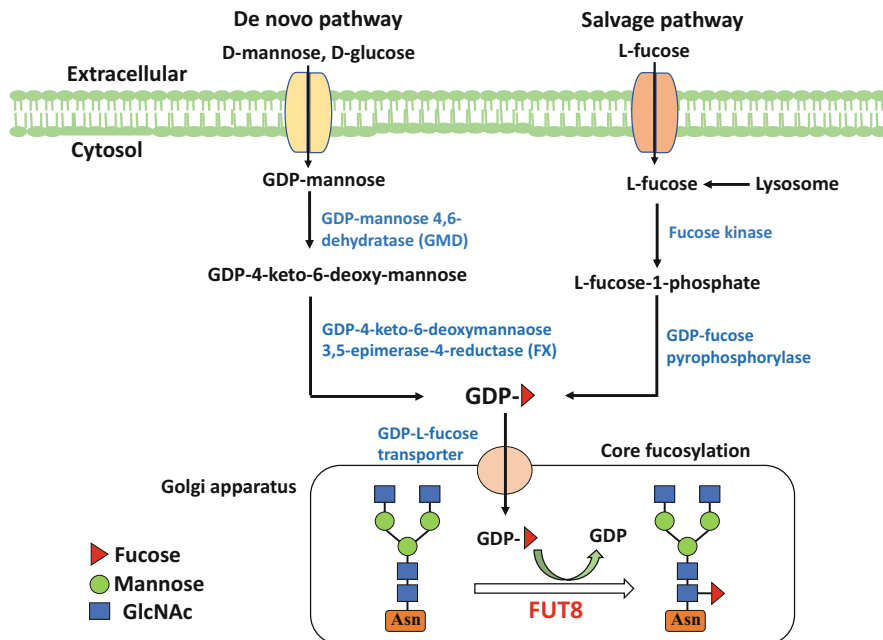 De novo pathway
Salvage pathway
D-mannose, D-glucose
L-fucose
Extracellular
Cytosol
GDP-mannose
L-fucose
Lysosome
GDP-mannose 4,6-
dehydratase (GMD)
Fucose kinase
GDP-4-keto-6-deoxy-mannose
L-fucose-1-phosphate
GDP-4-keto-6-deoxymannaose
3,5-epimerase-4-reductase (FX)
GDP-fucose
pyrophosphorylase
GDP-
GDP-L-fucose
transporter
Core fucosylation
Golgi apparatus
GDP-
GDP
Fucose
Mannose
GlcNAc
FUT8
Asn
Asn